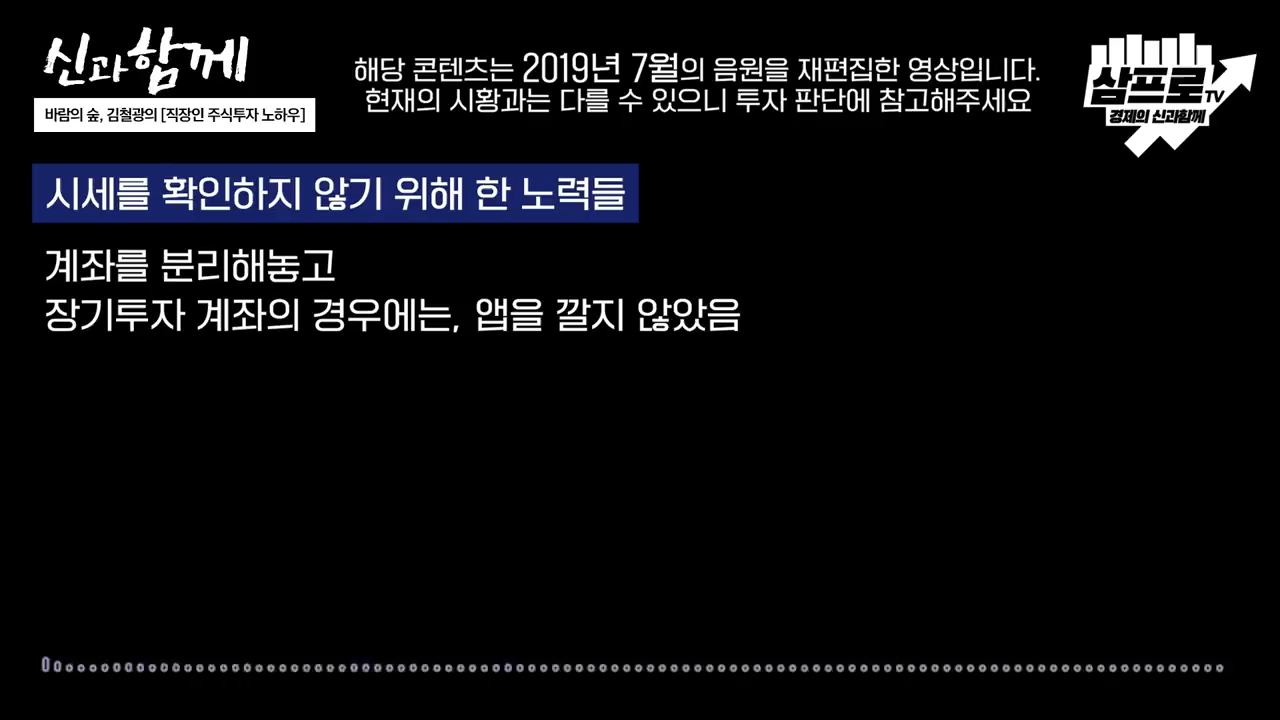 신과함께
바람의 숲, 김철광의 [직장인 주식투자 노하우]
해당 콘텐츠는 2019년 7월의 음원을 재편집한 영상입니다.
현재의 시황과는 다를 수 있으니 투자 판단에 참고해주세요
삼프로TV
경제의 신과함께
시세를 확인하지 않기 위해 한 노력들
계좌를 분리해놓고
장기투자 계좌의 경우에는, 앱을 깔지 않았음